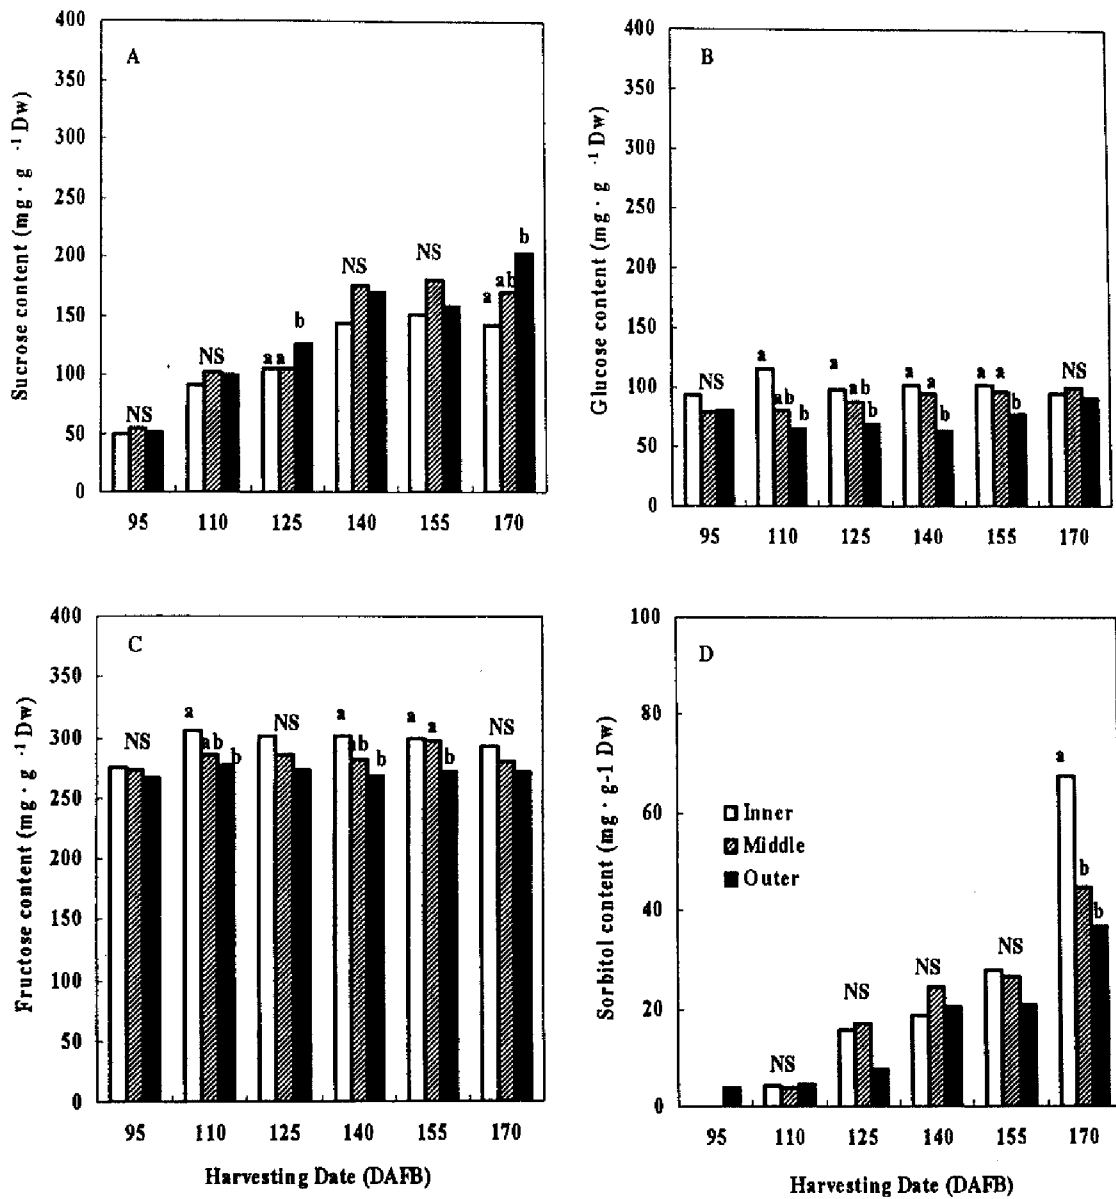 A
Sucrose content (mg · g ⁻¹ Dw)
400
350
300
250
200
150
100
50
0
NS
NS
a a b
NS
NS
a ab b
95 110 125 140 155 170
B
Glucose content (mg · g ⁻¹ Dw)
400
350
300
250
200
150
100
50
0
NS
a ab b
a ab b
a a b
a a b
NS
95 110 125 140 155 170
C
Fructose content (mg · g ⁻¹ Dw)
400
350
300
250
200
150
100
50
0
NS
a ab b
NS
a ab b
a a b
NS
95 110 125 140 155 170
Harvesting Date (DAFB)
D
Sorbitol content (mg · g-1 Dw)
100
80
60
40
20
0
Inner
Middle
Outer
NS
NS
NS
NS
a b b
95 110 125 140 155 170
Harvesting Date (DAFB)